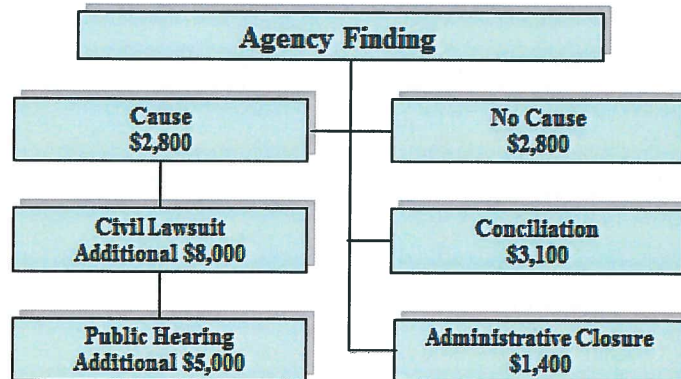 Agency Finding
Cause
$2,800
No Cause
$2,800
Civil Lawsuit
Additional $8,000
Conciliation
$3,100
Public Hearing
Additional $5,000
Administrative Closure
$1,400